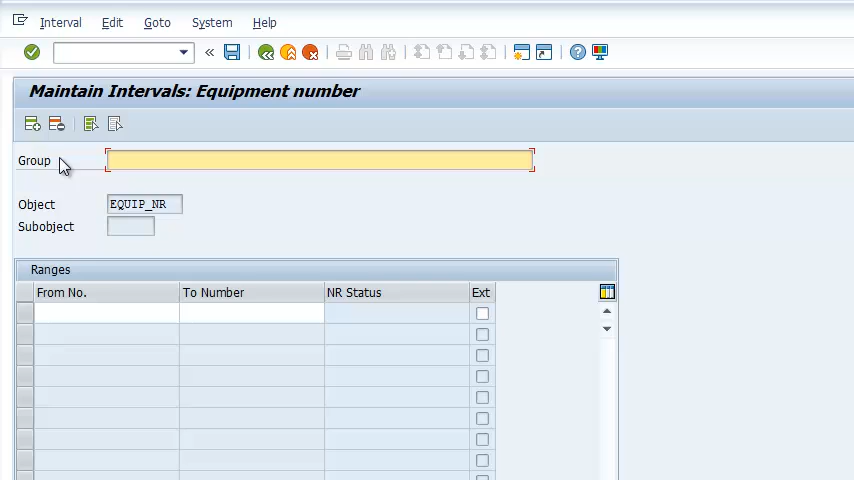 Interval Edit Goto System Help
Maintain Intervals: Equipment number
Group
Object EQUIP_NR
Subobject
Ranges
From No. To Number NR Status Ext